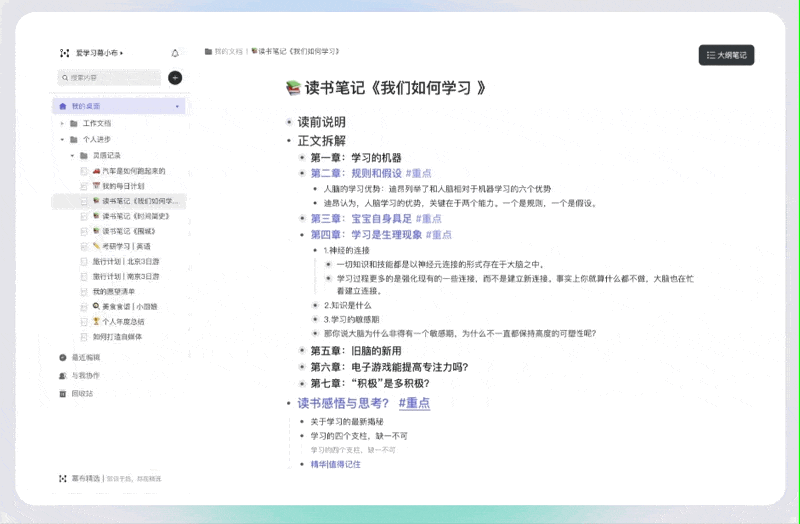 爱学习幕小布
搜索内容
我的桌面
工作文档
个人进步
灵感记录
汽车是如何跑起来的
我的每日计划
读书笔记《我们如何学...
读书笔记《时间简史》
读书笔记《围城》
考研学习 | 英语
旅行计划 | 北京3日游
旅行计划 | 南京3日游
我的愿望清单
美食食谱 | 小厨娘
个人年度总结
如何打造自媒体
最近编辑
与我协作
回收站
幕布精选 |
我的文档 | 读书笔记《我们如何学习》
大纲笔记
读书笔记《我们如何学习 》
读前说明
正文拆解
第一章：学习的机器
第二章：规则和假设 #重点
人脑的学习优势：迪昂列举了和人脑相对于机器学习的六个优势
迪昂认为，人脑学习的优势，关键在于两个能力。一个是规则，一个是假设。
第三章：宝宝自身具足 #重点
第四章：学习是生理现象 #重点
1.神经的连接
一切知识和技能都是以神经元连接的形式存在于大脑之中。
学习过程更多的是强化现有的一些连接，而不是建立新连接。事实上你就算什么都不做，大脑也在忙
着建立连接。
2.知识是什么
3.学习的敏感期
那你说大脑为什么非得有一个敏感期，为什么不一直都保持高度的可塑性呢？
第五章：旧脑的新用
第六章：电子游戏能提高专注力吗？
第七章：“积极”是多积极？
读书感悟与思考？ #重点
关于学习的最新揭秘
学习的四个支柱，缺一不可
学习的四个支柱，缺一不可
精华|值得记住